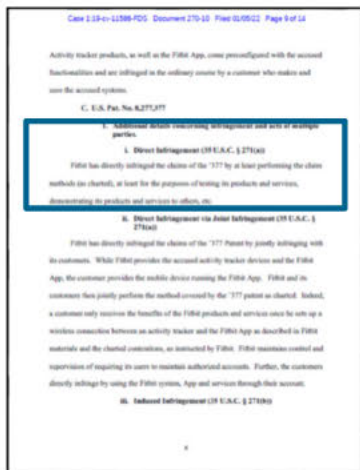 Case 1:19-cv-11586-FDS Document 270-10 Filed 01/05/22 Page 9 of 14
Activity tracker products, as well as the Fitbit App, come preconfigured with the accused
functionalities and are infringed in the ordinary course by a customer who makes and
uses the accused systems.
C. U.S. Pat. No. 8,277,377
1. Additional details concerning infringement and acts of multiple
parties.
i. Direct Infringement (35 U.S.C. § 271(a))
Fitbit has directly infringed the claims of the '377 by at least performing the claim
methods (as charted), at least for the purposes of testing its products and services,
demonstrating its products and services to others, etc.
ii. Direct Infringement via Joint Infringement (35 U.S.C. §
271(a))
Fitbit has directly infringed the claims of the '377 Patent by jointly infringing with
its customers. While Fitbit provides the accused activity tracker devices and the Fitbit
App, the customer provides the mobile device running the Fitbit App. Fitbit and its
customers then jointly perform the method covered by the '377 patent as charted. Indeed,
a customer only receives the benefits of the Fitbit products and services once he sets up a
wireless connection between an activity tracker and the Fitbit App as described in Fitbit
materials and the charted contentions, as instructed by Fitbit. Fitbit maintains control and
supervision of requiring its users to maintain authorized accounts. Further, the customers
directly infringe by using the Fitbit system, App and services through their account.
iii. Induced Infringement (35 U.S.C. § 271(b))